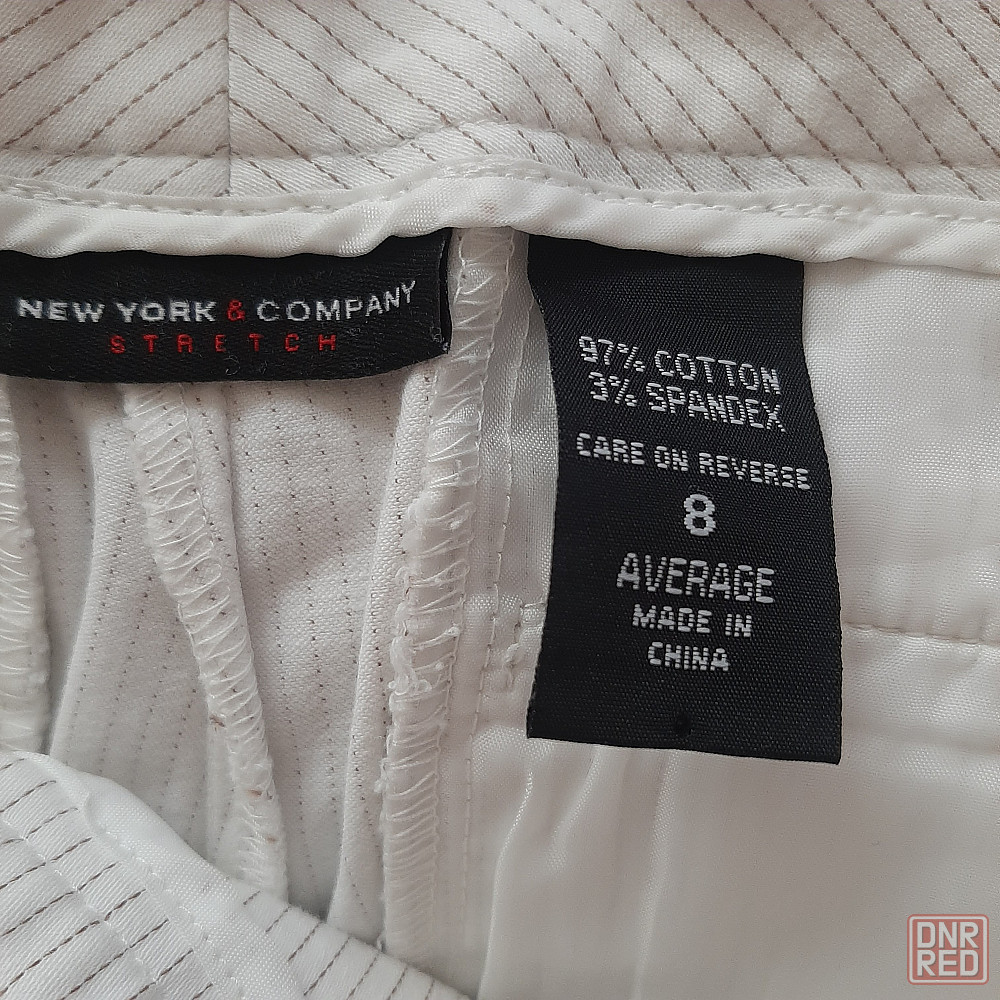 NEW YORK & COMPANY
STRETCH
97% COTTON
3% SPANDEX
CARE ON REVERSE
8
AVERAGE
MADE IN
CHINA
DNR
RED